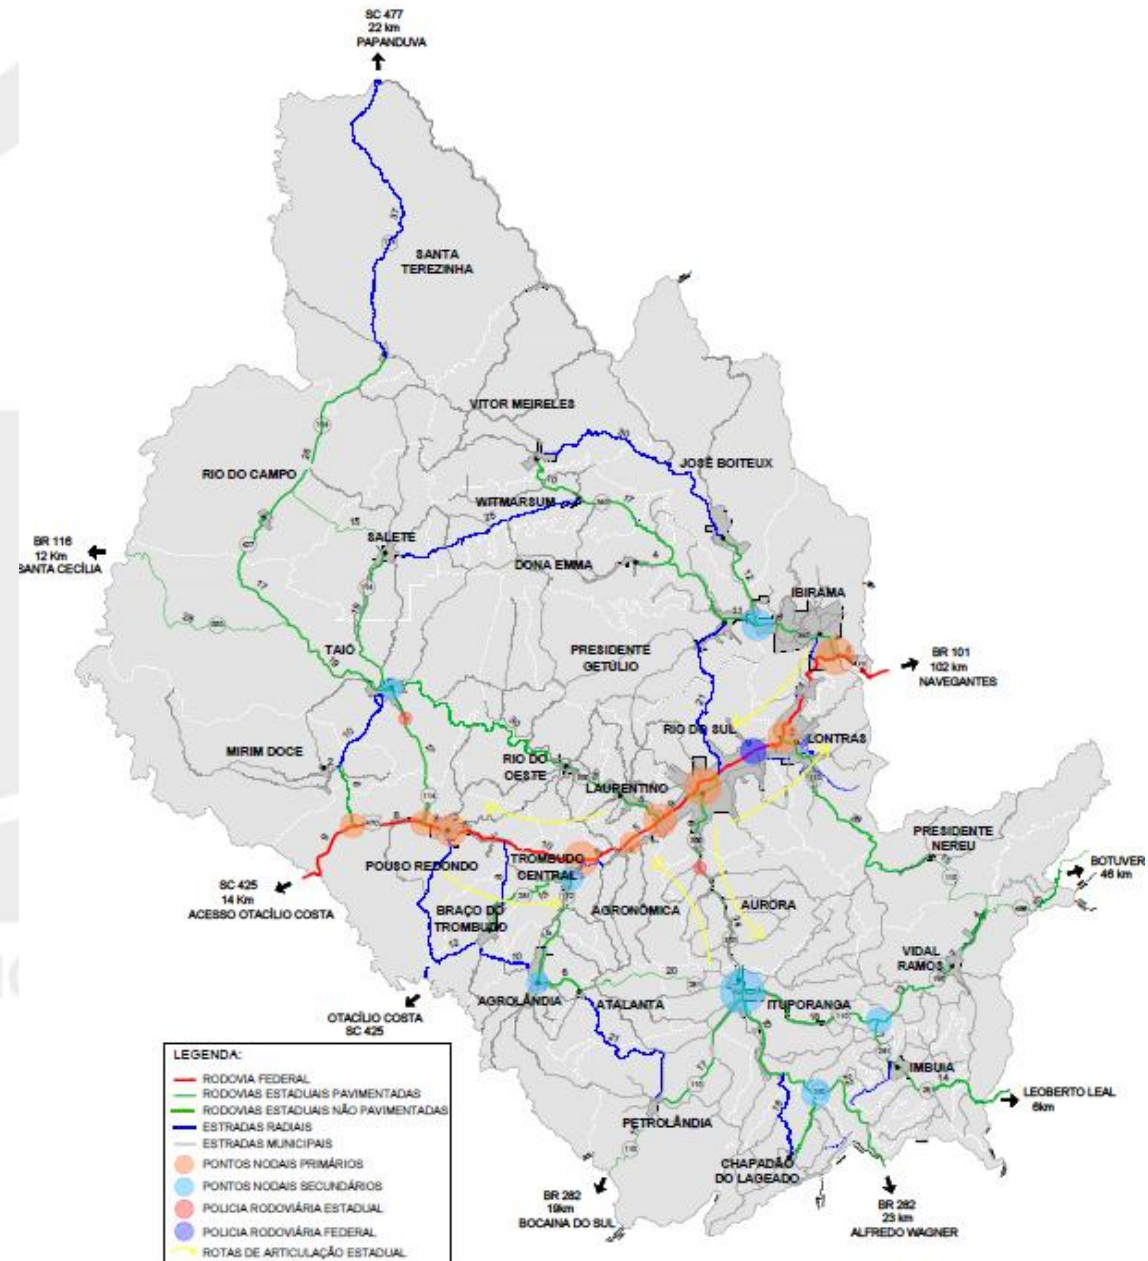 SC 477
22 km
PAPANDUVA
SANTA
TEREZINHA
VITOR MEIRELES
RIO DO CAMPO
JOSÉ BOITEUX
WITMARSUM
SALETE
BR 116
12 Km
SANTA CECÍLIA
DONA EMMA
IBIRAMA
TAIÓ
PRESIDENTE
GETÚLIO
BR 101
102 km
NAVEGANTES
MIRIM DOCE
RIO DO SUL
LONTRAS
RIO DO
OESTE
LAURENTINO
POUSO REDONDO
TROMBUDO
CENTRAL
PRESIDENTE
NEREU
BOTUVER
46 km
SC 425
14 Km
ACESSO OTACÍLIO COSTA
BRAÇO DO
TROMBUDO
AGRONÔMICA
AURORA
VIDAL
RAMOS
AGROLÂNDIA
ATALANTA
ITUPORANGA
OTACÍLIO COSTA
SC 425
IMBUIA
LEOBERTO LEAL
6km
PETROLÂNDIA
CHAPADÃO
DO LAGEADO
BR 282
19km
BOCAINA DO SUL
BR 282
23 km
ALFREDO WAGNER
LEGENDA:
RODOVIA FEDERAL
RODOVIAS ESTADUAIS PAVIMENTADAS
RODOVIAS ESTADUAIS NÃO PAVIMENTADAS
ESTRADAS RADIAIS
ESTRADAS MUNICIPAIS
PONTOS NODAIS PRIMÁRIOS
PONTOS NODAIS SECUNDÁRIOS
POLICIA RODOVIÁRIA ESTADUAL
POLICIA RODOVIÁRIA FEDERAL
ROTAS DE ARTICULAÇÃO ESTADUAL